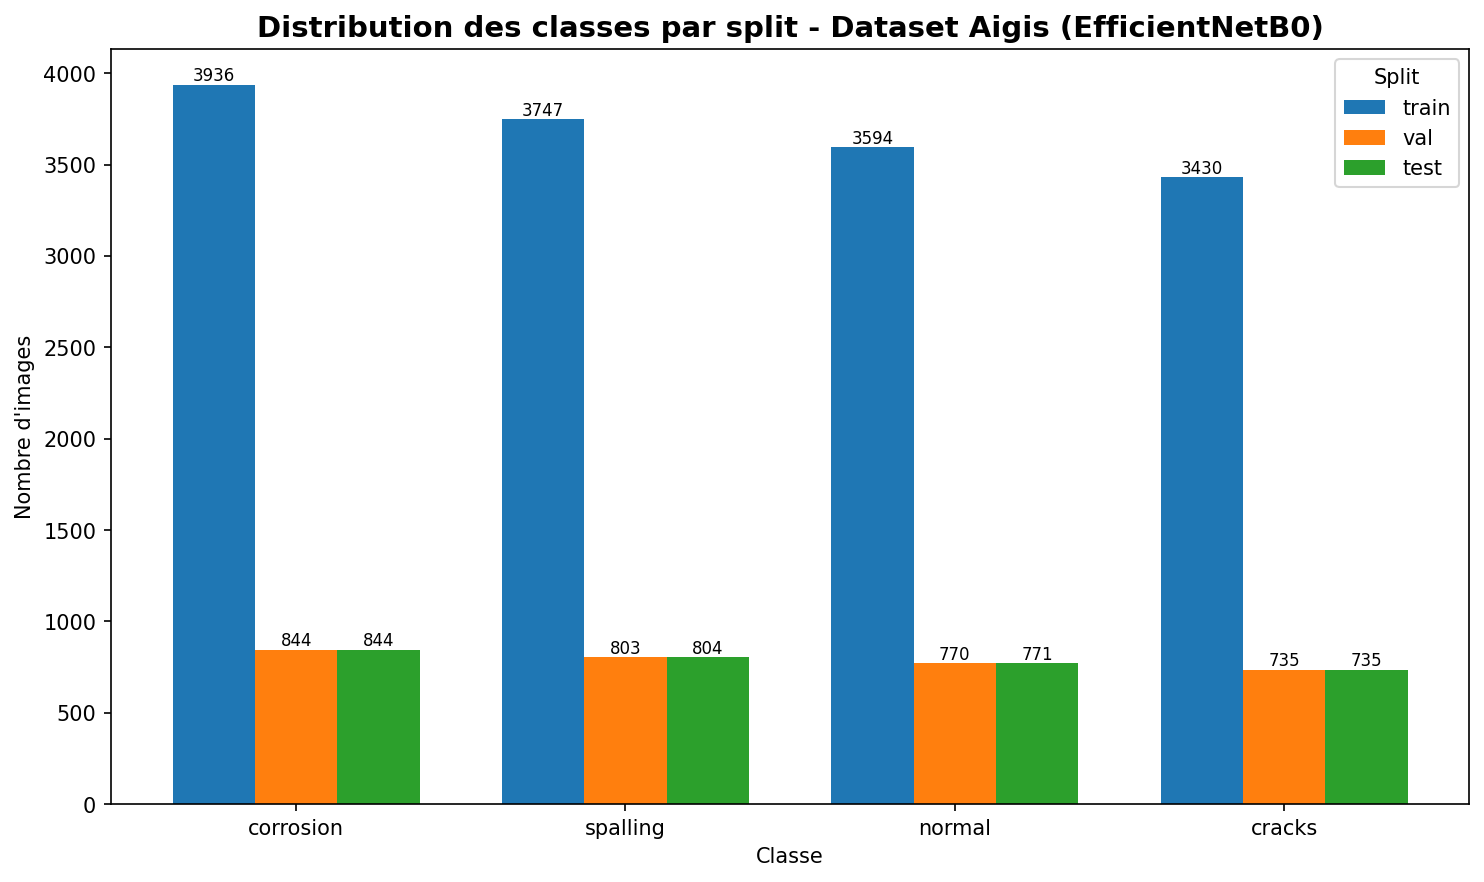 Distribution des classes par split - Dataset Aigis (EfficientNetB0)
Split
train
val
test
Nombre d'images
4000
3500
3000
2500
2000
1500
1000
500
0
3936
844
844
3747
803
804
3594
770
771
3430
735
735
corrosion
spalling
normal
cracks
Classe